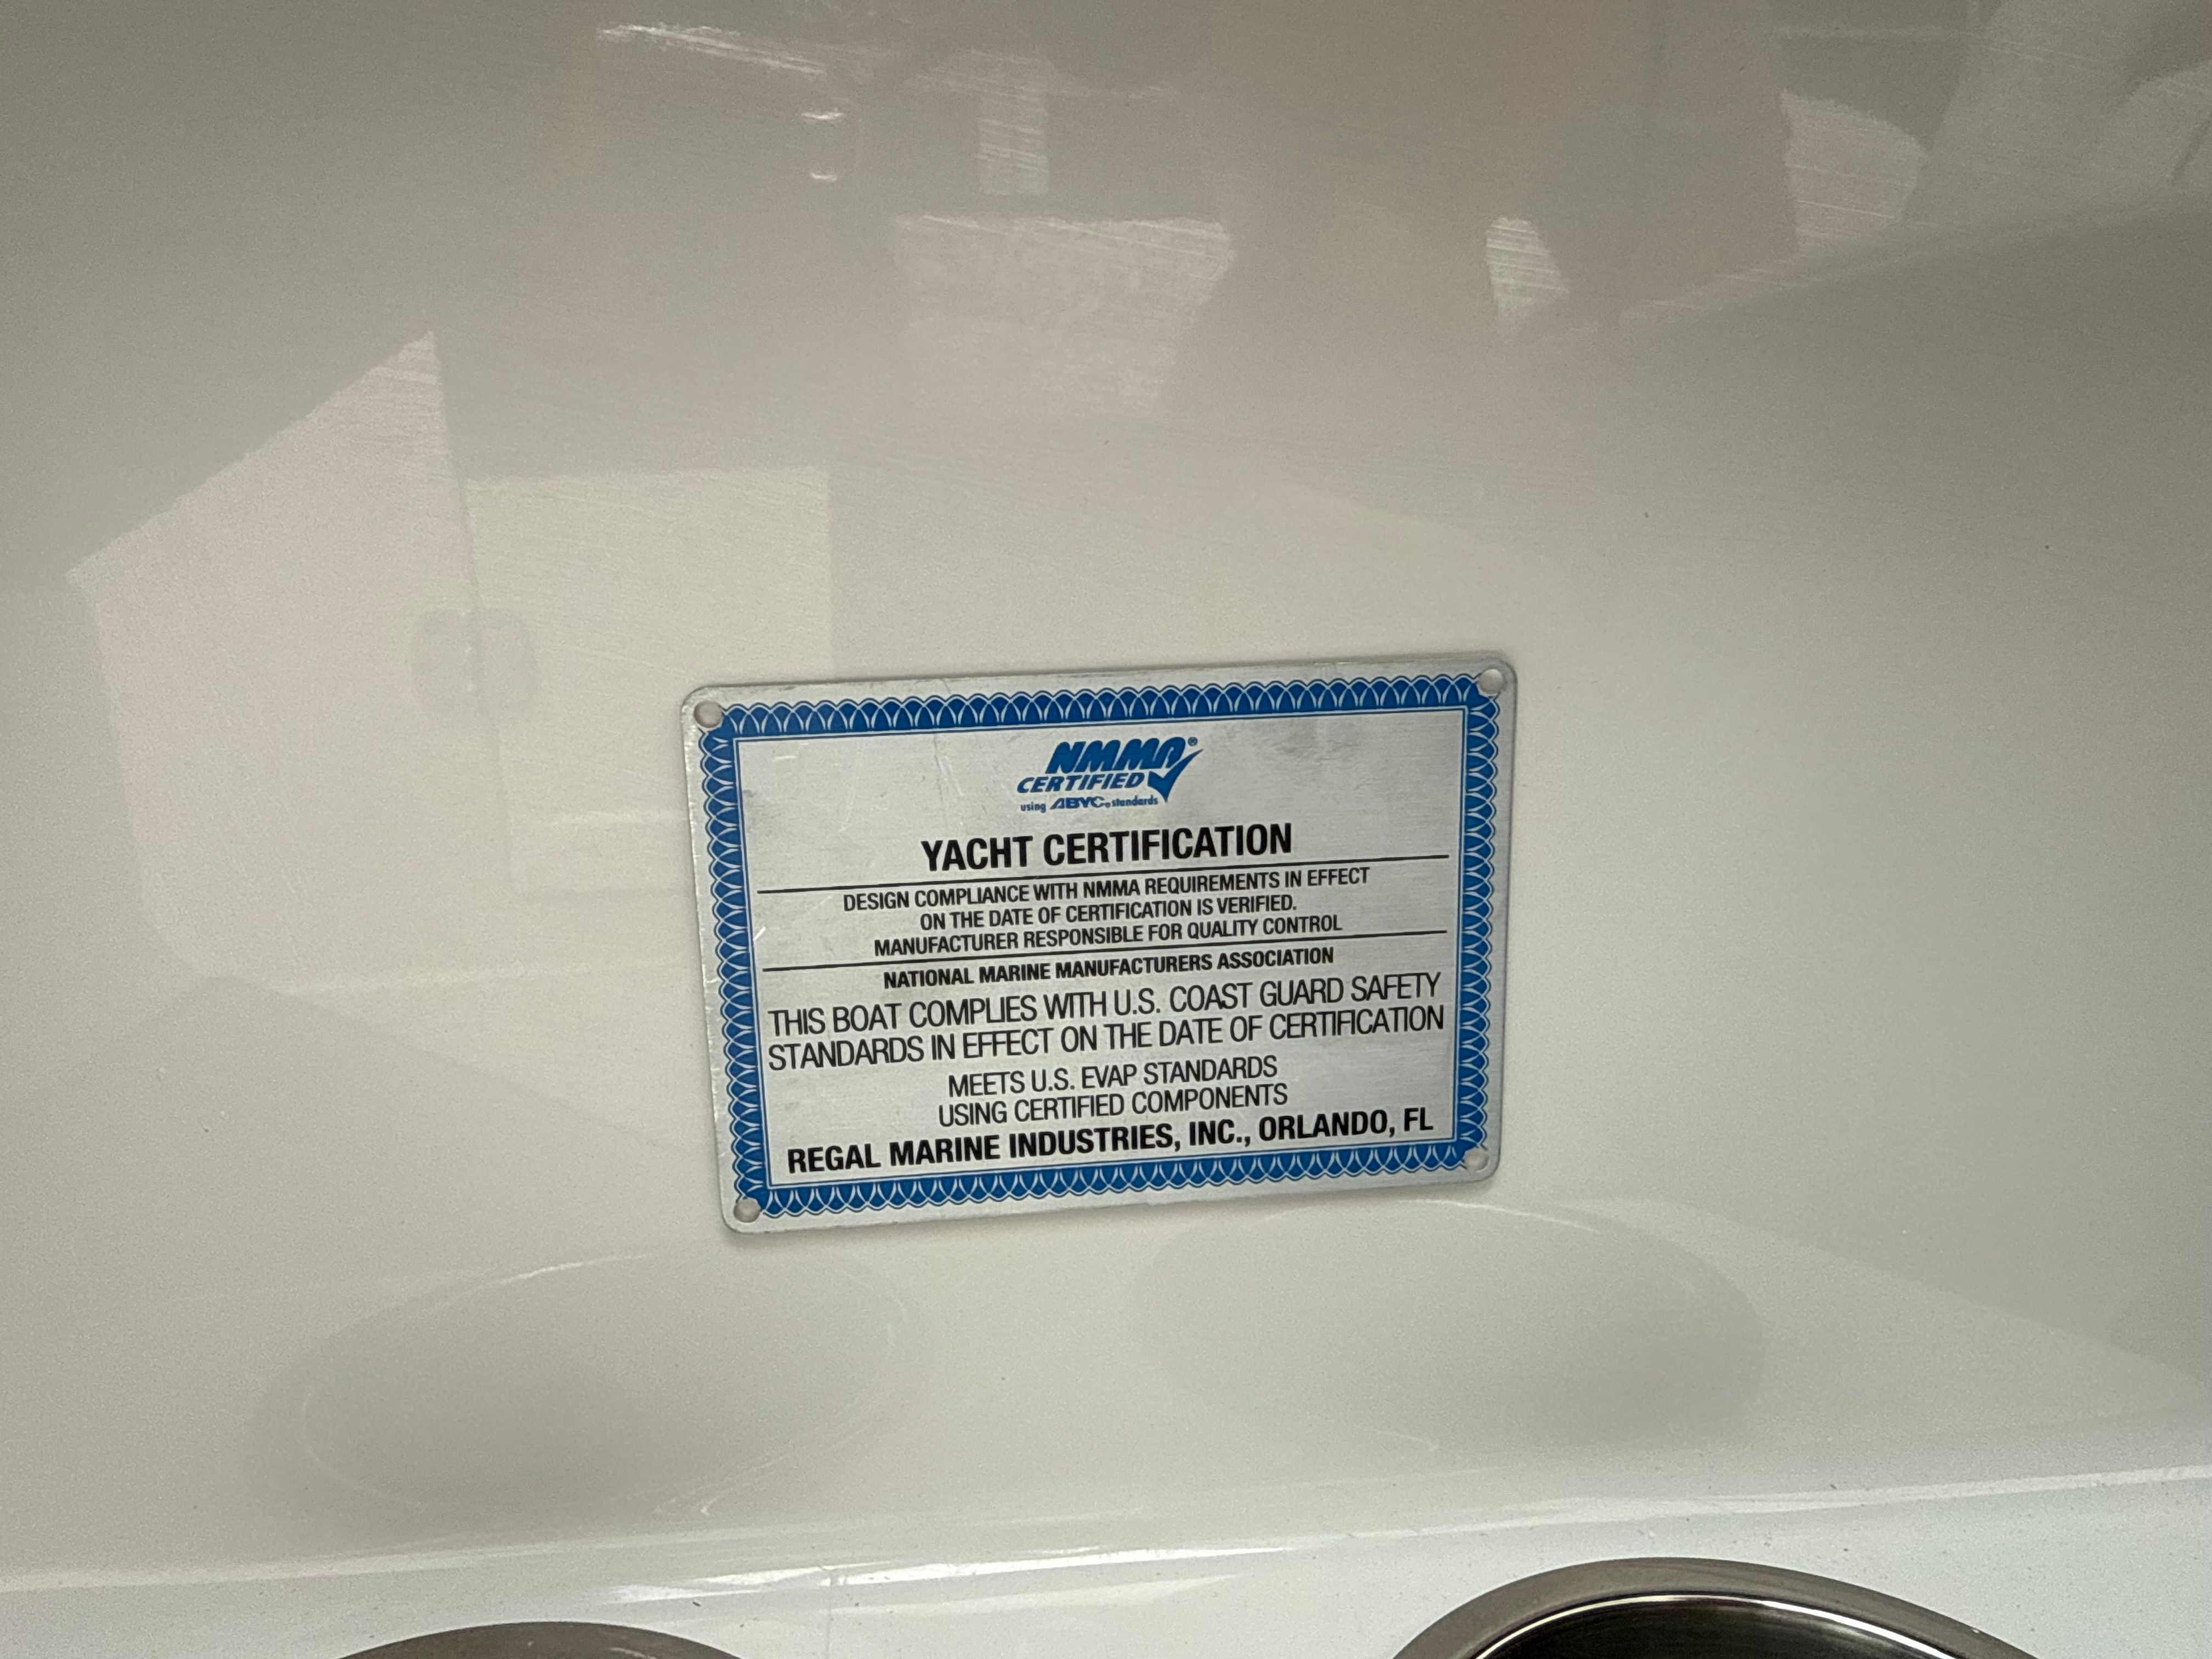 NMMA®
CERTIFIED
using ABYC® standards
YACHT CERTIFICATION
DESIGN COMPLIANCE WITH NMMA REQUIREMENTS IN EFFECT
ON THE DATE OF CERTIFICATION IS VERIFIED.
MANUFACTURER RESPONSIBLE FOR QUALITY CONTROL
NATIONAL MARINE MANUFACTURERS ASSOCIATION
THIS BOAT COMPLIES WITH U.S. COAST GUARD SAFETY
STANDARDS IN EFFECT ON THE DATE OF CERTIFICATION
MEETS U.S. EVAP STANDARDS
USING CERTIFIED COMPONENTS
REGAL MARINE INDUSTRIES, INC., ORLANDO, FL